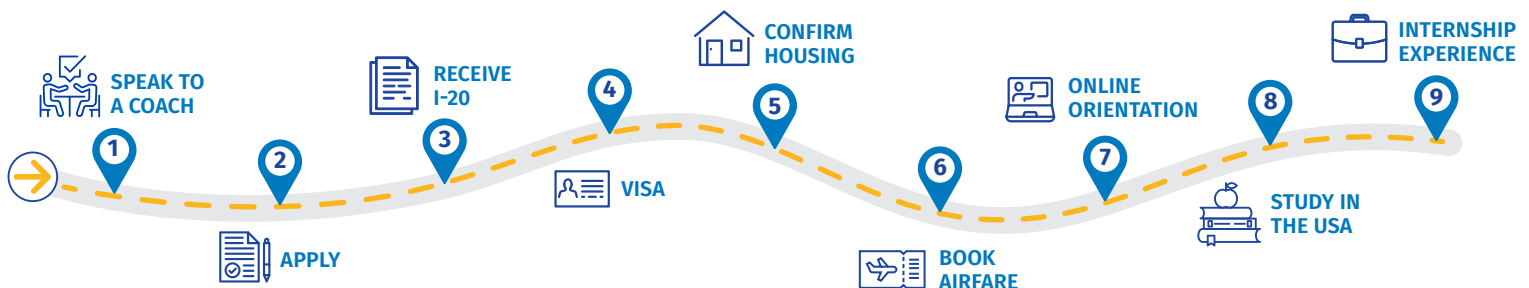 1
SPEAK TO
A COACH
2
APPLY
3
RECEIVE
I-20
4
VISA
5
CONFIRM
HOUSING
6
BOOK
AIRFARE
7
ONLINE
ORIENTATION
8
STUDY IN
THE USA
9
INTERNSHIP
EXPERIENCE